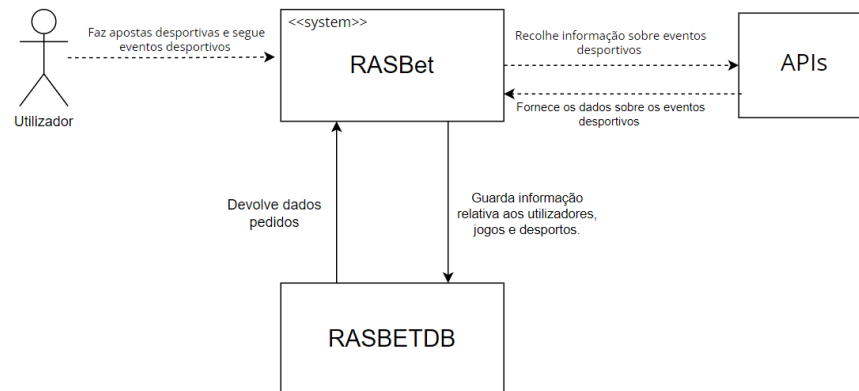 Faz apostas desportivas e segue
eventos desportivos
Utilizador
<<system>>
RASBet
Recolhe informação sobre eventos
desportivos
Fornece os dados sobre os eventos
desportivos
APIs
Devolve dados
pedidos
Guarda informação
relativa aos utilizadores,
jogos e desportos.
RASBETDB